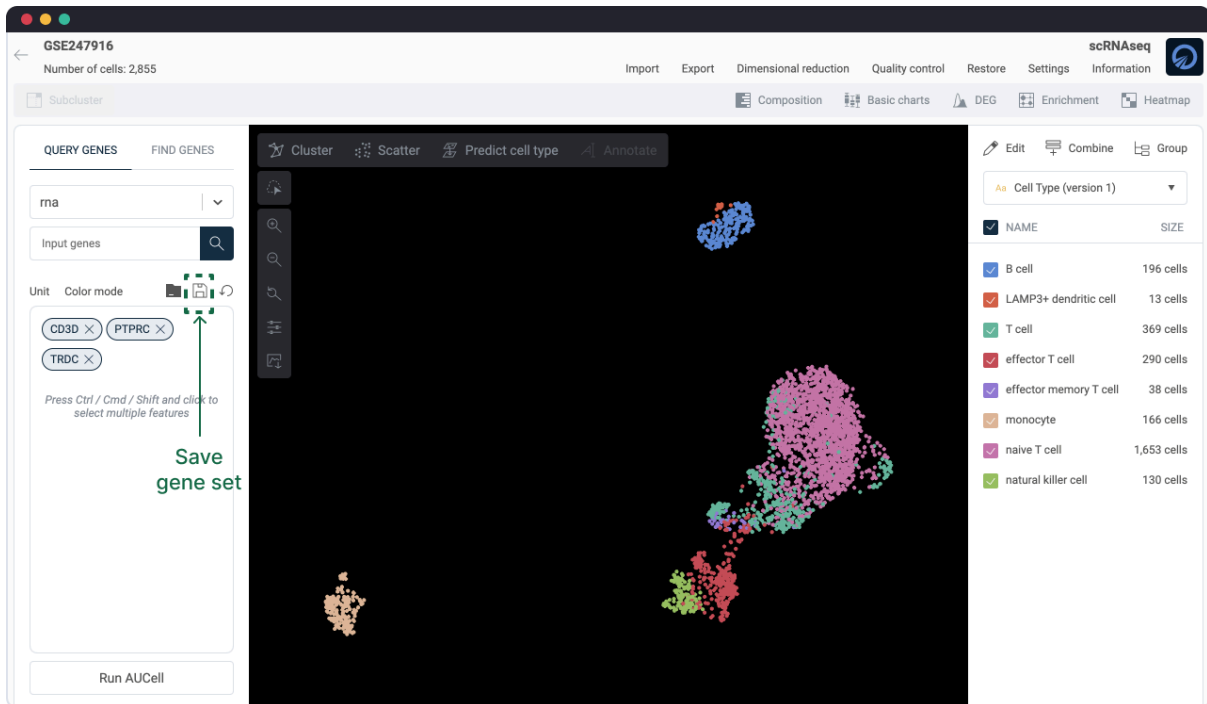 GSE247916
Number of cells: 2,855
scRNAseq
Import Export Dimensional reduction Quality control Restore Settings Information
Subcluster
Composition Basic charts DEG Enrichment Heatmap
QUERY GENES FIND GENES
rna
Input genes
Unit Color mode
CD3D PTPRC
TRDC
Press Ctrl / Cmd / Shift and click to
select multiple features
Save
gene set
Run AUCell
Cluster Scatter Predict cell type Annotate
Edit Combine Group
Aa Cell Type (version 1)
NAME SIZE
B cell 196 cells
LAMP3+ dendritic cell 13 cells
T cell 369 cells
effector T cell 290 cells
effector memory T cell 38 cells
monocyte 166 cells
naive T cell 1,653 cells
natural killer cell 130 cells